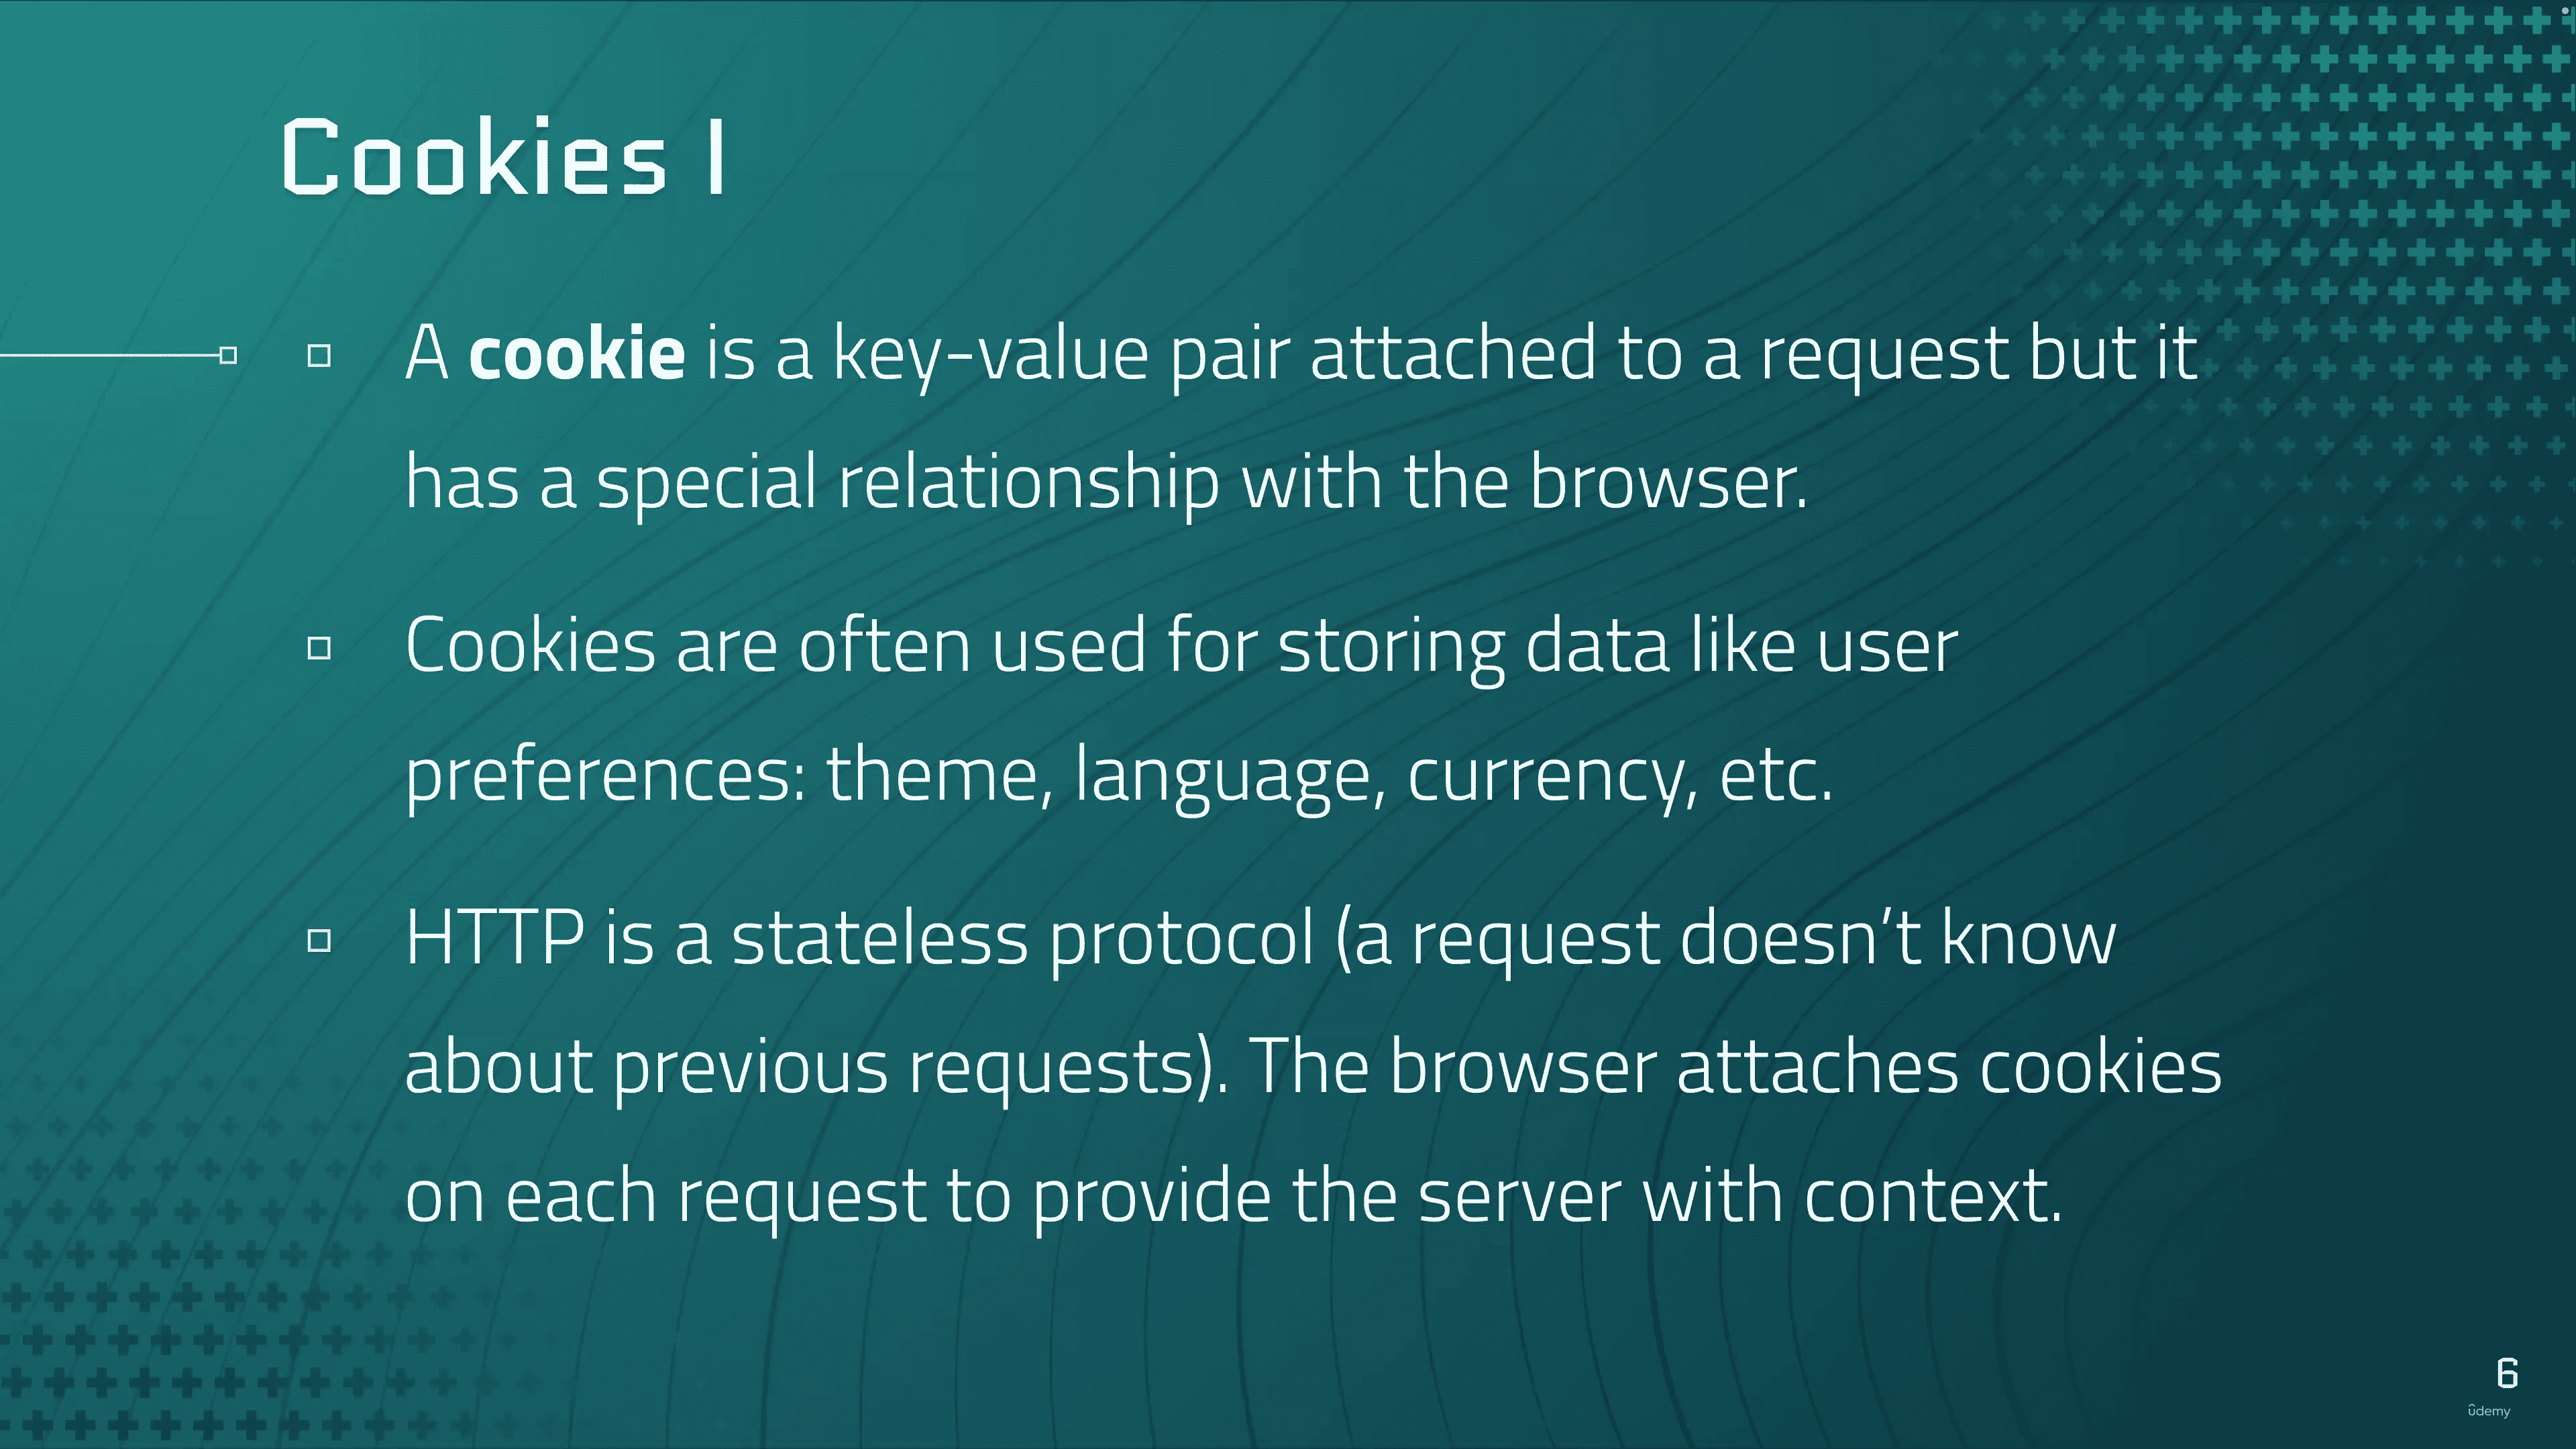 Cookies I
A cookie is a key-value pair attached to a request but it
has a special relationship with the browser.
Cookies are often used for storing data like user
preferences: theme, language, currency, etc.
HTTP is a stateless protocol (a request doesn’t know
about previous requests). The browser attaches cookies
on each request to provide the server with context.
6
ûdemy